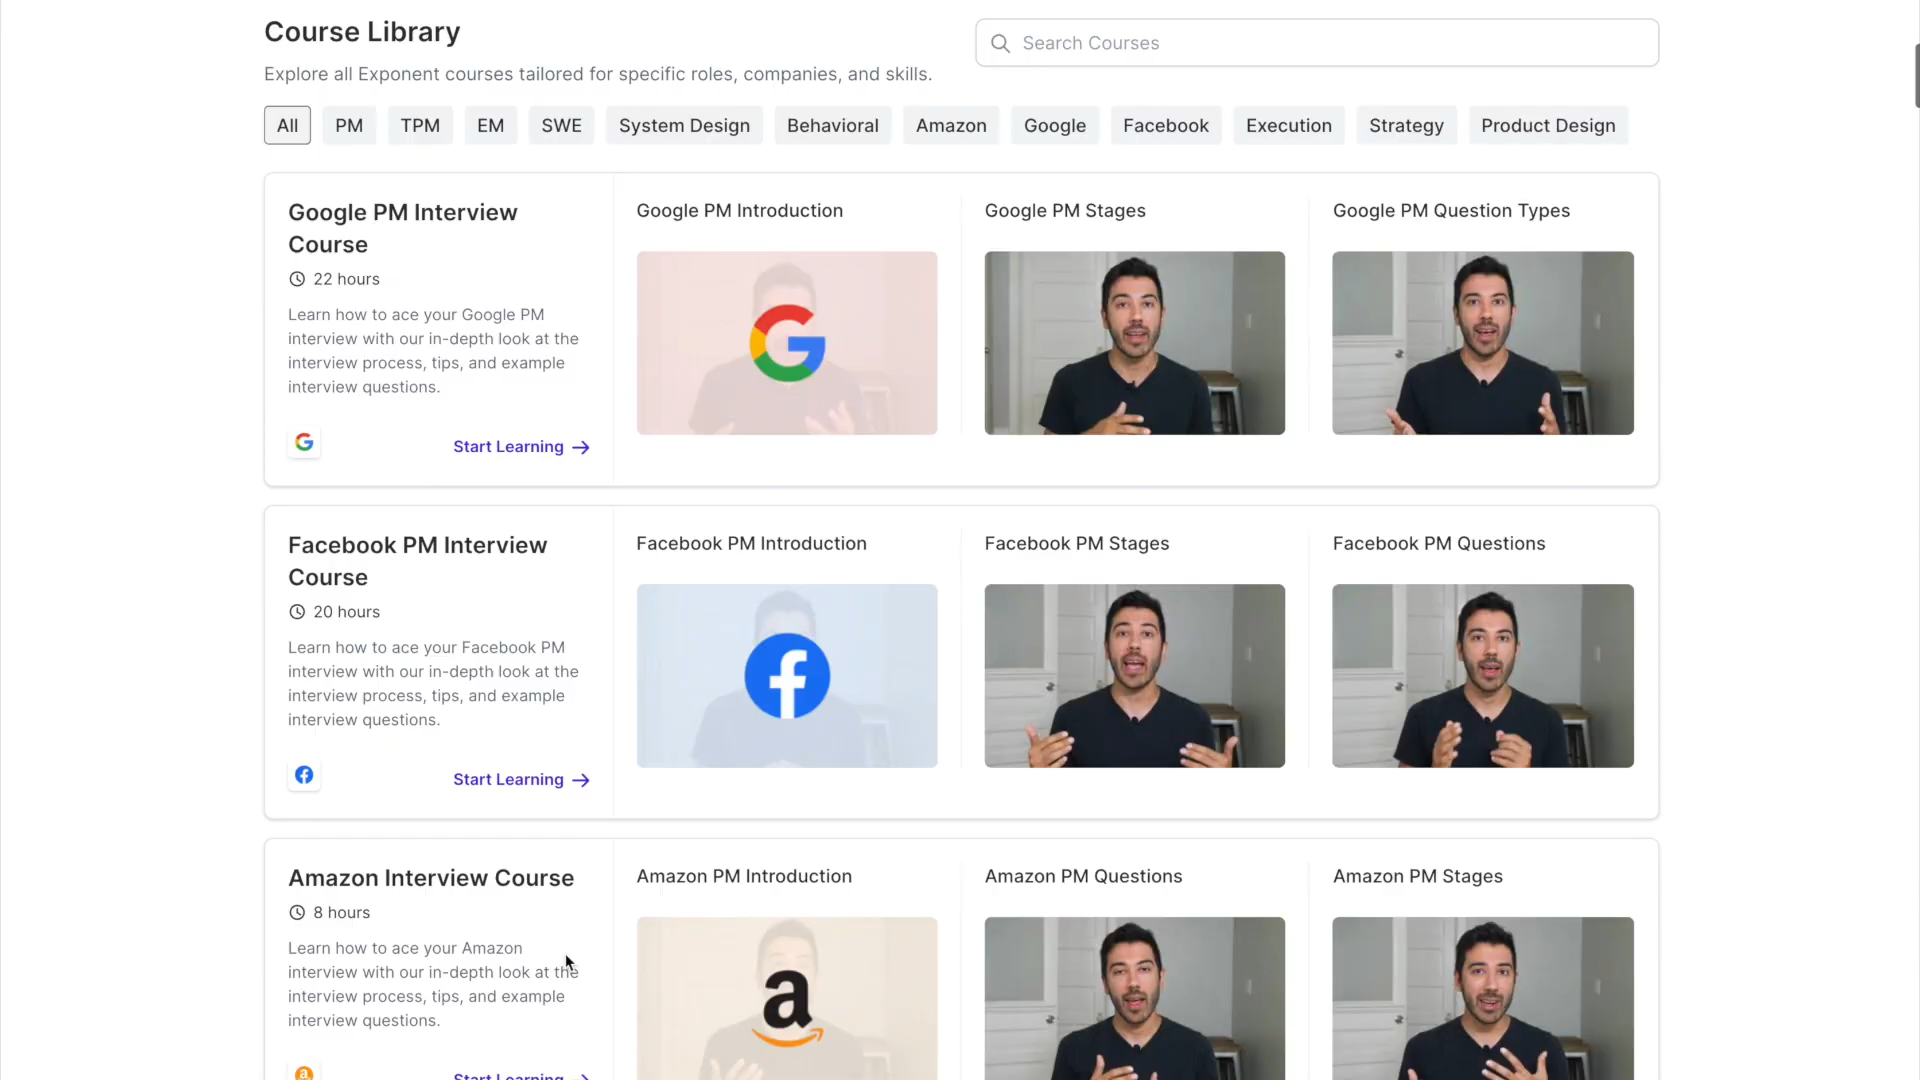 Course Library
Search Courses
Explore all Exponent courses tailored for specific roles, companies, and skills.
All PM TPM EM SWE System Design Behavioral Amazon Google Facebook Execution Strategy Product Design
Google PM Interview
Course
22 hours
Learn how to ace your Google PM
interview with our in-depth look at the
interview process, tips, and example
interview questions.
Start Learning →
Google PM Introduction
Google PM Stages
Google PM Question Types
Facebook PM Interview
Course
20 hours
Learn how to ace your Facebook PM
interview with our in-depth look at the
interview process, tips, and example
interview questions.
Start Learning →
Facebook PM Introduction
Facebook PM Stages
Facebook PM Questions
Amazon Interview Course
8 hours
Learn how to ace your Amazon
interview with our in-depth look at the
interview process, tips, and example
interview questions.
Start Learning
Amazon PM Introduction
Amazon PM Questions
Amazon PM Stages